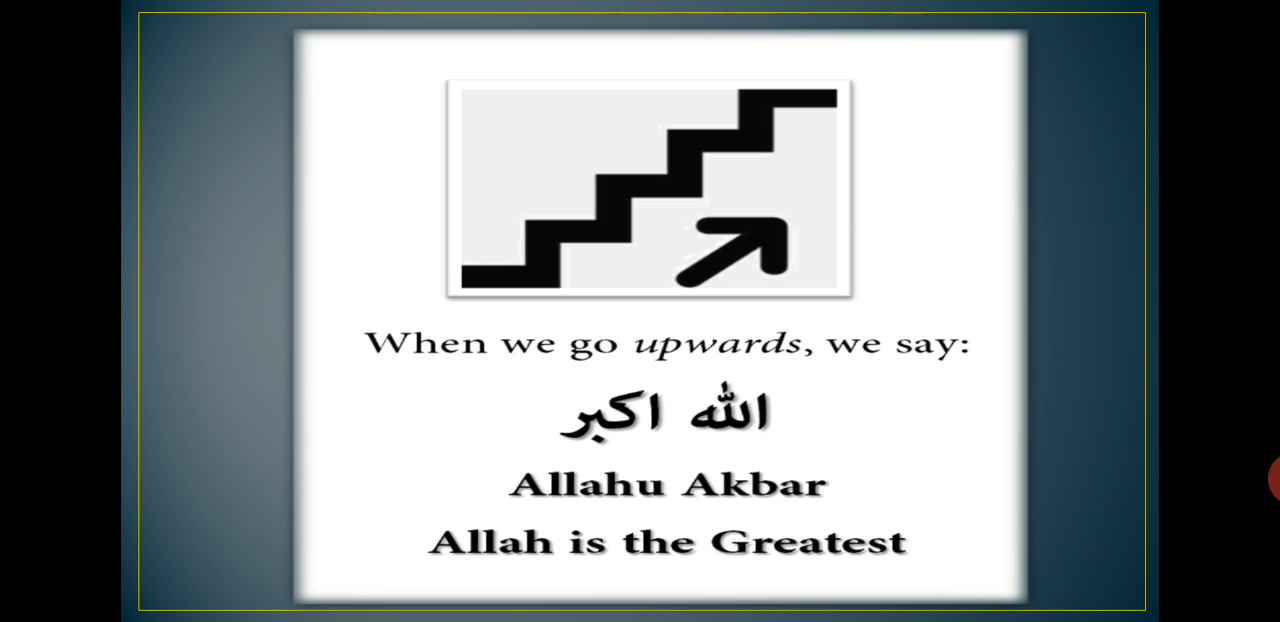 When we go upwards, we say:
الله اكبر
Allahu Akbar
Allah is the Greatest